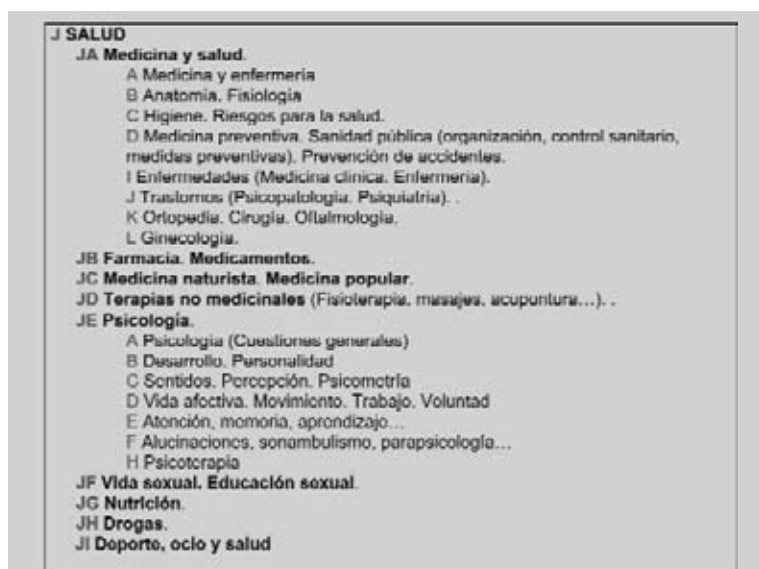 J SALUD
JA Medicina y salud.
A Medicina y enfermería
B Anatomía. Fisiología
C Higiene. Riesgos para la salud.
D Medicina preventiva. Sanidad pública (organización, control sanitario,
medidas preventivas). Prevención de accidentes.
I Enfermedades (Medicina clínica. Enfermería).
J Trastornos (Psicopatología. Psiquiatría). .
K Ortopedia. Cirugía. Oftalmología.
L Ginecología.
JB Farmacia. Medicamentos.
JC Medicina naturista. Medicina popular.
JD Terapias no medicinales (Fisioterapia, masajes, acupuntura...). .
JE Psicología.
A Psicología (Cuestiones generales)
B Desarrollo. Personalidad
C Sentidos. Percepción. Psicometría
D Vida afectiva. Movimiento. Trabajo. Voluntad
E Atención, memoria, aprendizaje...
F Alucinaciones, sonambulismo, parapsicología...
H Psicoterapia
JF Vida sexual. Educación sexual.
JG Nutrición.
JH Drogas.
JI Deporte, ocio y salud